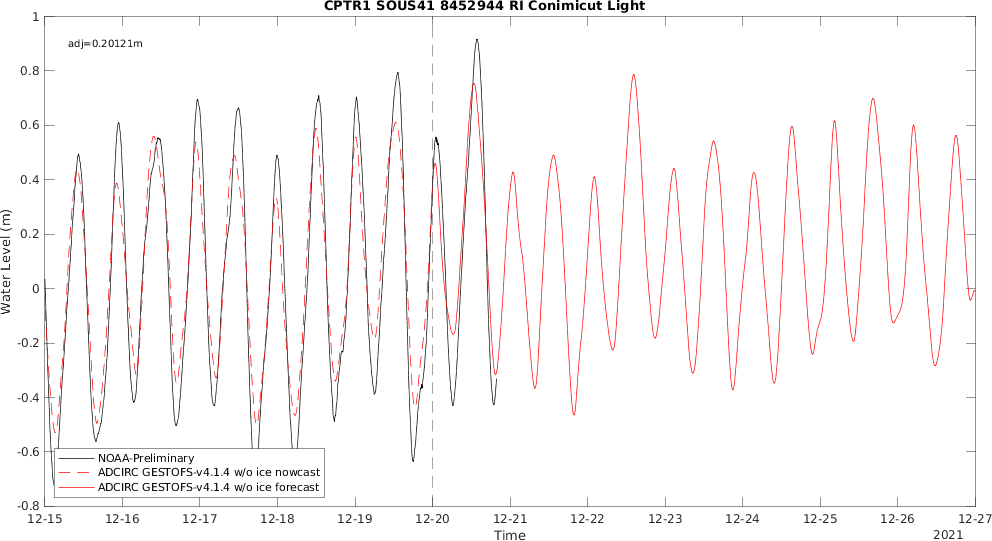 CPTR1 SOUS41 8452944 RI Conimicut Light
adj=0.20121m
Water Level (m)
1
0.8
0.6
0.4
0.2
0
-0.2
-0.4
-0.6
-0.8
NOAA-Preliminary
ADCIRC GESTOFS-v4.1.4 w/o ice nowcast
ADCIRC GESTOFS-v4.1.4 w/o ice forecast
12-15 12-16 12-17 12-18 12-19 12-20 12-21 12-22 12-23 12-24 12-25 12-26 12-27
Time
2021